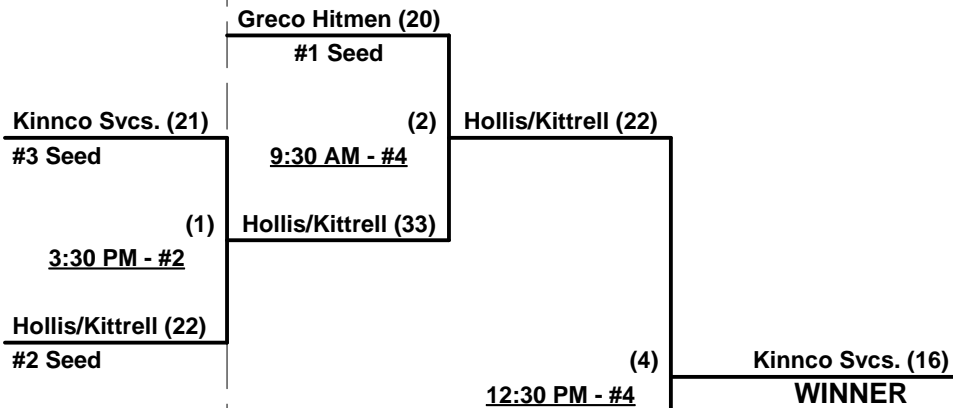 Greco Hitmen (20)
#1 Seed
Kinnco Svcs. (21)
(2)
Hollis/Kittrell (22)
#3 Seed
9:30 AM - #4
(1)
Hollis/Kittrell (33)
3:30 PM - #2
Hollis/Kittrell (22)
#2 Seed
(4)
Kinnco Svcs. (16)
12:30 PM - #4
WINNER